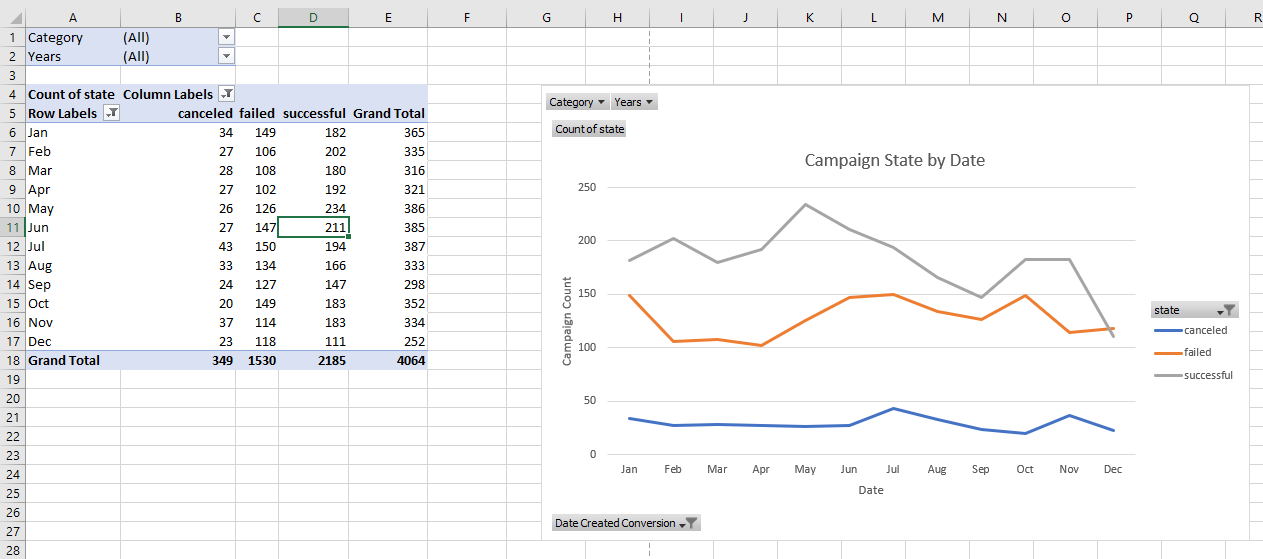 A B C D E F G H I J K L M N O P Q R
1 Category (All)
2 Years (All)
3
4 Count of state Column Labels
5 Row Labels canceled failed successful Grand Total
6 Jan 34 149 182 365
7 Feb 27 106 202 335
8 Mar 28 108 180 316
9 Apr 27 102 192 321
10 May 26 126 234 386
11 Jun 27 147 211 385
12 Jul 43 150 194 387
13 Aug 33 134 166 333
14 Sep 24 127 147 298
15 Oct 20 149 183 352
16 Nov 37 114 183 334
17 Dec 23 118 111 252
18 Grand Total 349 1530 2185 4064
19
20
21
22
23
24
25
26
27
28
Category Years
Count of state
Campaign State by Date
250
200
150
100
50
0
Campaign Count
Jan Feb Mar Apr May Jun Jul Aug Sep Oct Nov Dec
Date
state
canceled
failed
successful
Date Created Conversion